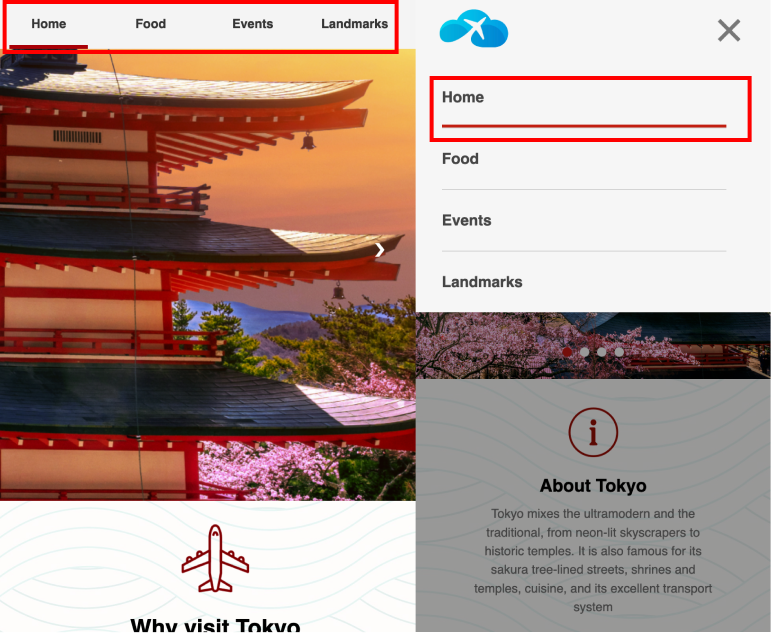 Home Food Events Landmarks
Why visit Tokyo
Home
Food
Events
Landmarks
i
About Tokyo
Tokyo mixes the ultramodern and the
traditional, from neon-lit skyscrapers to
historic temples. It is also famous for its
sakura tree-lined streets, shrines and
temples, cuisine, and its excellent transport
system